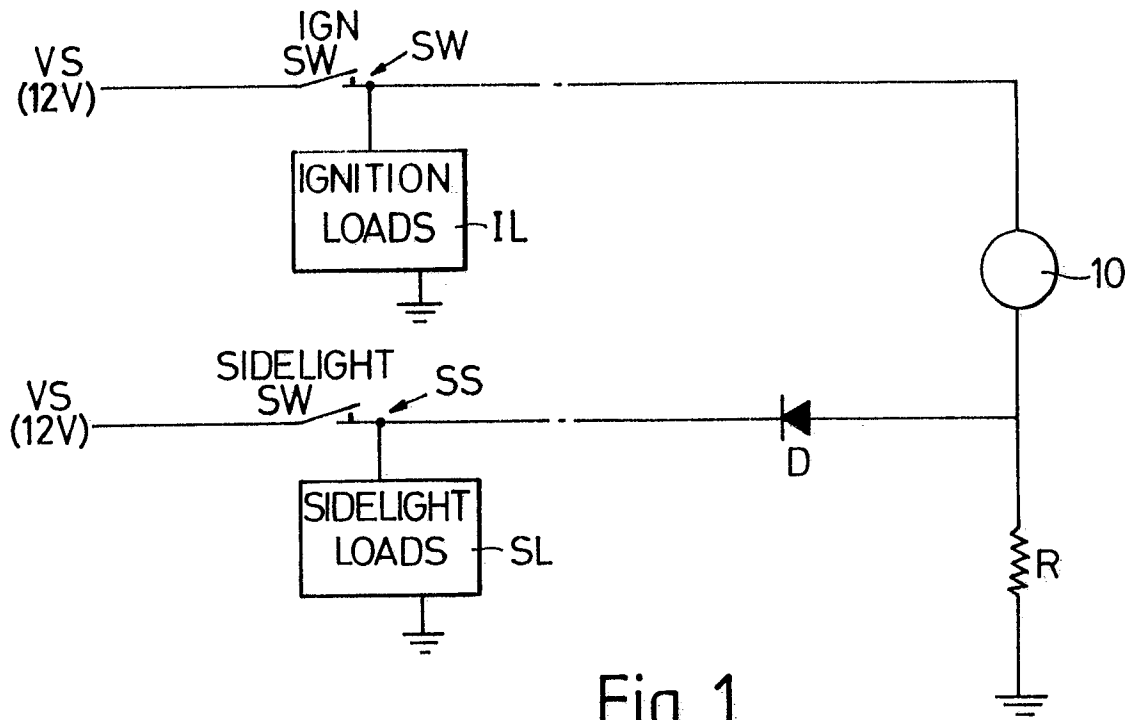 IGN
SW
SW
VS
(12V)
IGNITION
LOADS
IL
10
SIDELIGHT
SW
SS
VS
(12V)
D
SIDELIGHT
LOADS
SL
R
Fig 1